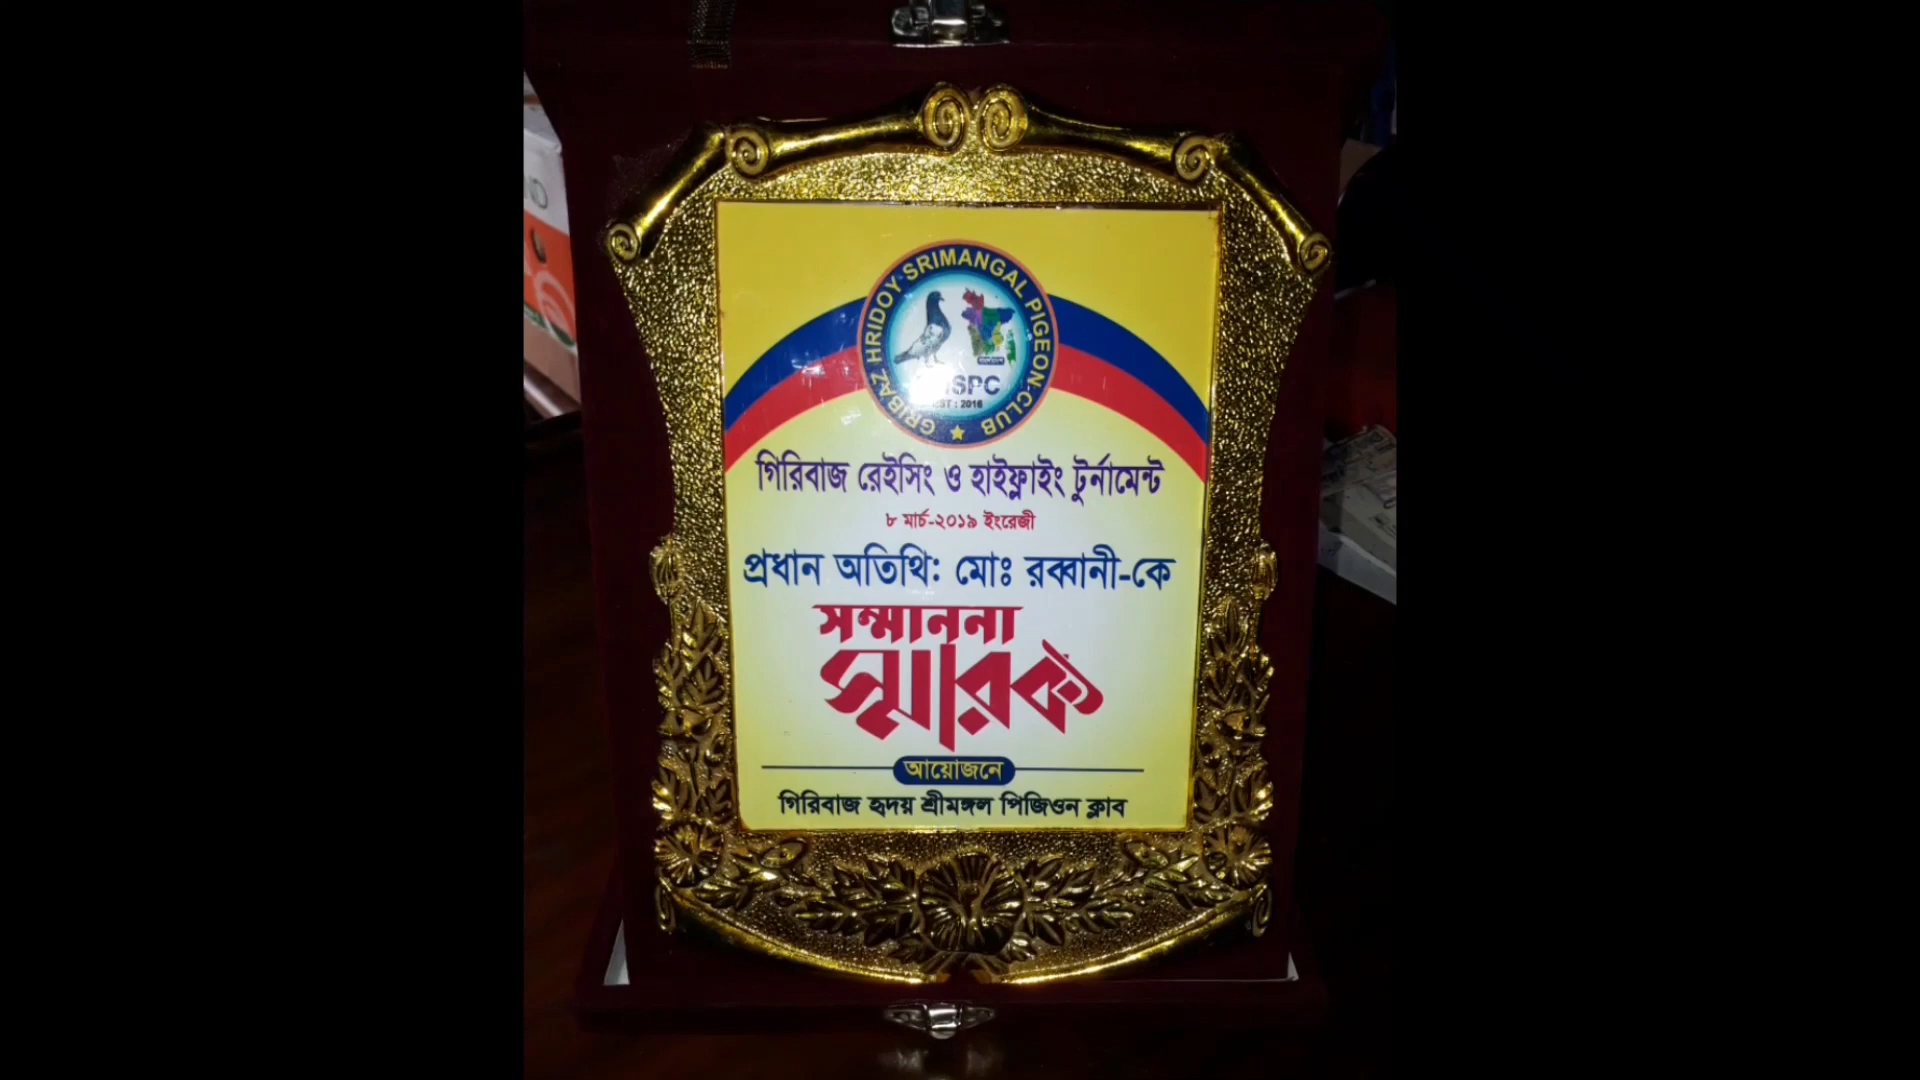 GRIBAZ HRIDOY SRIMANGAL PIGEON CLUB
SPC
EST : 2016
গিরিবাজ রেইসিং ও হাইফ্লাইং টুর্নামেন্ট
৮ মার্চ-২০১৯ ইংরেজী
প্রধান অতিথি: মোঃ রব্বানী-কে
সম্মাননা
স্মারক
আয়োজনে
গিরিবাজ হৃদয় শ্রীমঙ্গল পিজিওন ক্লাব